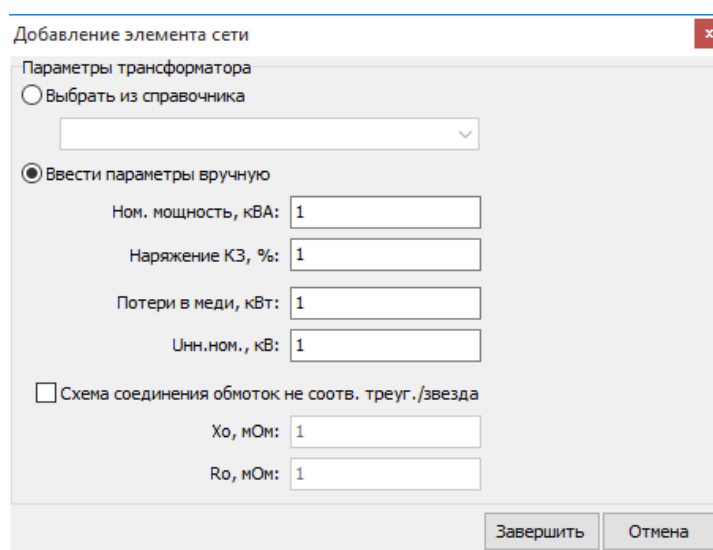 Добавление элемента сети
x
Параметры трансформатора
Выбрать из справочника
Ввести параметры вручную
Ном. мощность, кВА: 1
Наряжение КЗ, %: 1
Потери в меди, кВт: 1
Uнн.ном., кВ: 1
Схема соединения обмоток не соотв. треуг./звезда
Xo, мОм: 1
Ro, мОм: 1
Завершить Отмена